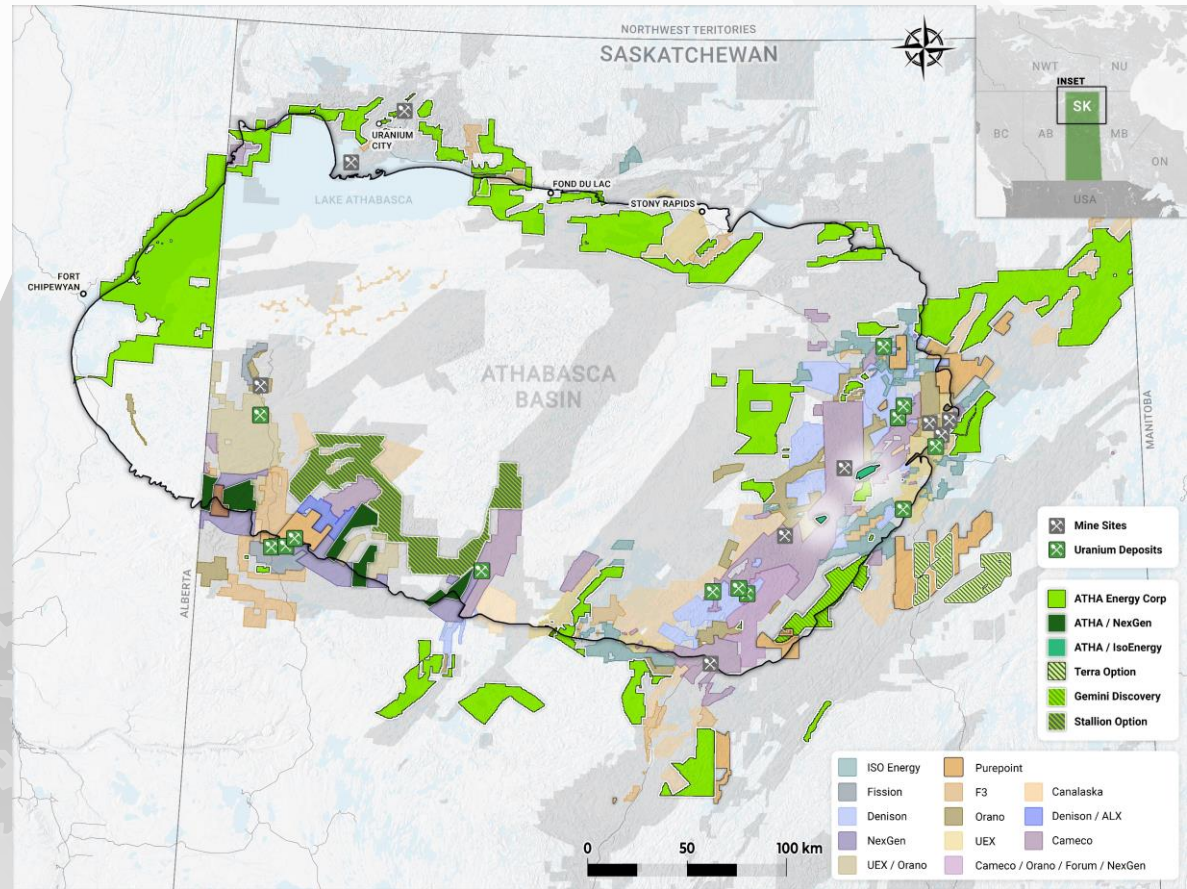 NORTHWEST TERRITORIES
SASKATCHEWAN
NWT
NU
INSET
SK
BC
AB
MB
ON
USA
URANIUM
CITY
LAKE ATHABASCA
FOND DU LAC
STONY RAPIDS
FORT
CHIPEWYAN
ATHABASCA
BASIN
MANITOBA
ALBERTA
Mine Sites
Uranium Deposits
ATHA Energy Corp
ATHA / NexGen
ATHA / IsoEnergy
Terra Option
Gemini Discovery
Stallion Option
ISO Energy
Purepoint
Fission
F3
Canalaska
Denison
Orano
Denison / ALX
NexGen
UEX
Cameco
UEX / Orano
Cameco / Orano / Forum / NexGen
0 50 100 km